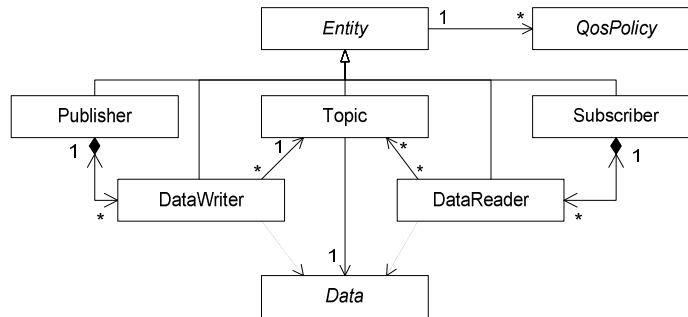 Entity
1
*
QosPolicy
Publisher
Topic
Subscriber
1
1
*
*
1
*
*
*
*
DataWriter
DataReader
1
Data